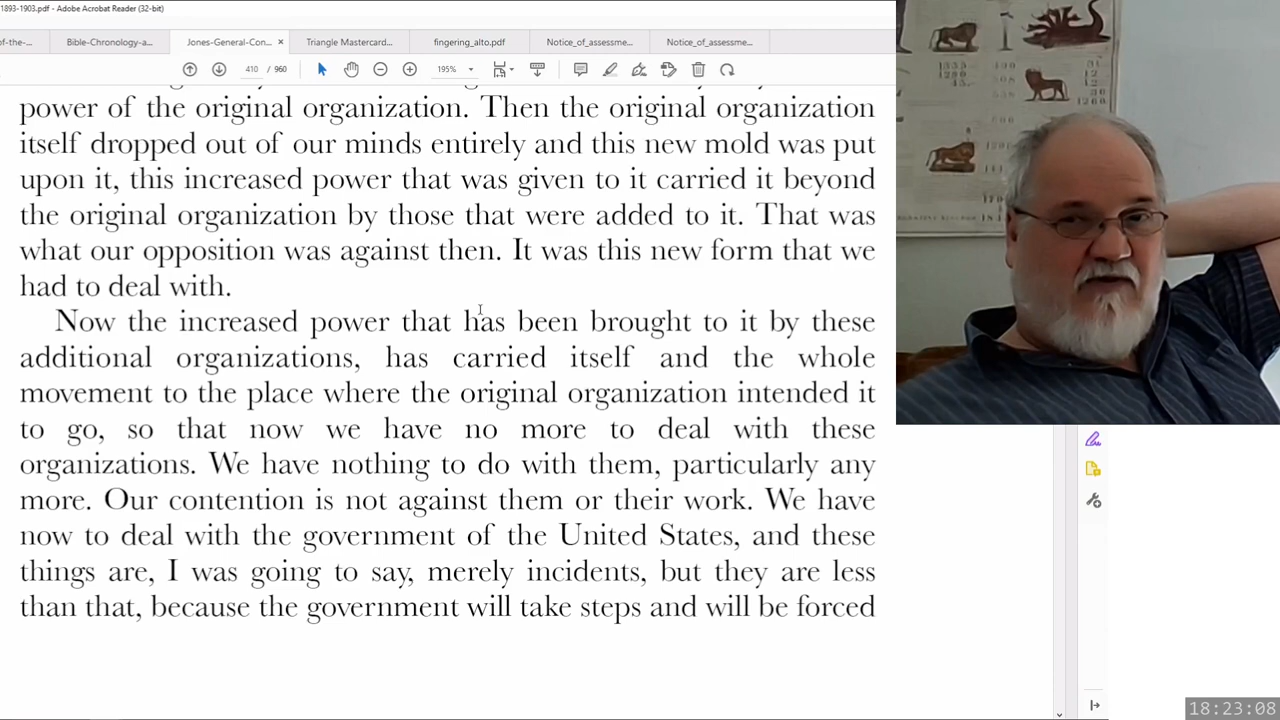 1893-1903.pdf - Adobe Acrobat Reader (32-bit)
of-the-... Bible-Chronology-a... Jones-General-Con... × Triangle Mastercard... fingering_alto.pdf Notice_of_assessme... Notice_of_assessme...
410 / 960 195%
power of the original organization. Then the original organization
itself dropped out of our minds entirely and this new mold was put
upon it, this increased power that was given to it carried it beyond
the original organization by those that were added to it. That was
what our opposition was against then. It was this new form that we
had to deal with.
Now the increased power that has been brought to it by these
additional organizations, has carried itself and the whole
movement to the place where the original organization intended it
to go, so that now we have no more to deal with these
organizations. We have nothing to do with them, particularly any
more. Our contention is not against them or their work. We have
now to deal with the government of the United States, and these
things are, I was going to say, merely incidents, but they are less
than that, because the government will take steps and will be forced
1335
1290
45
1260
18:23:08